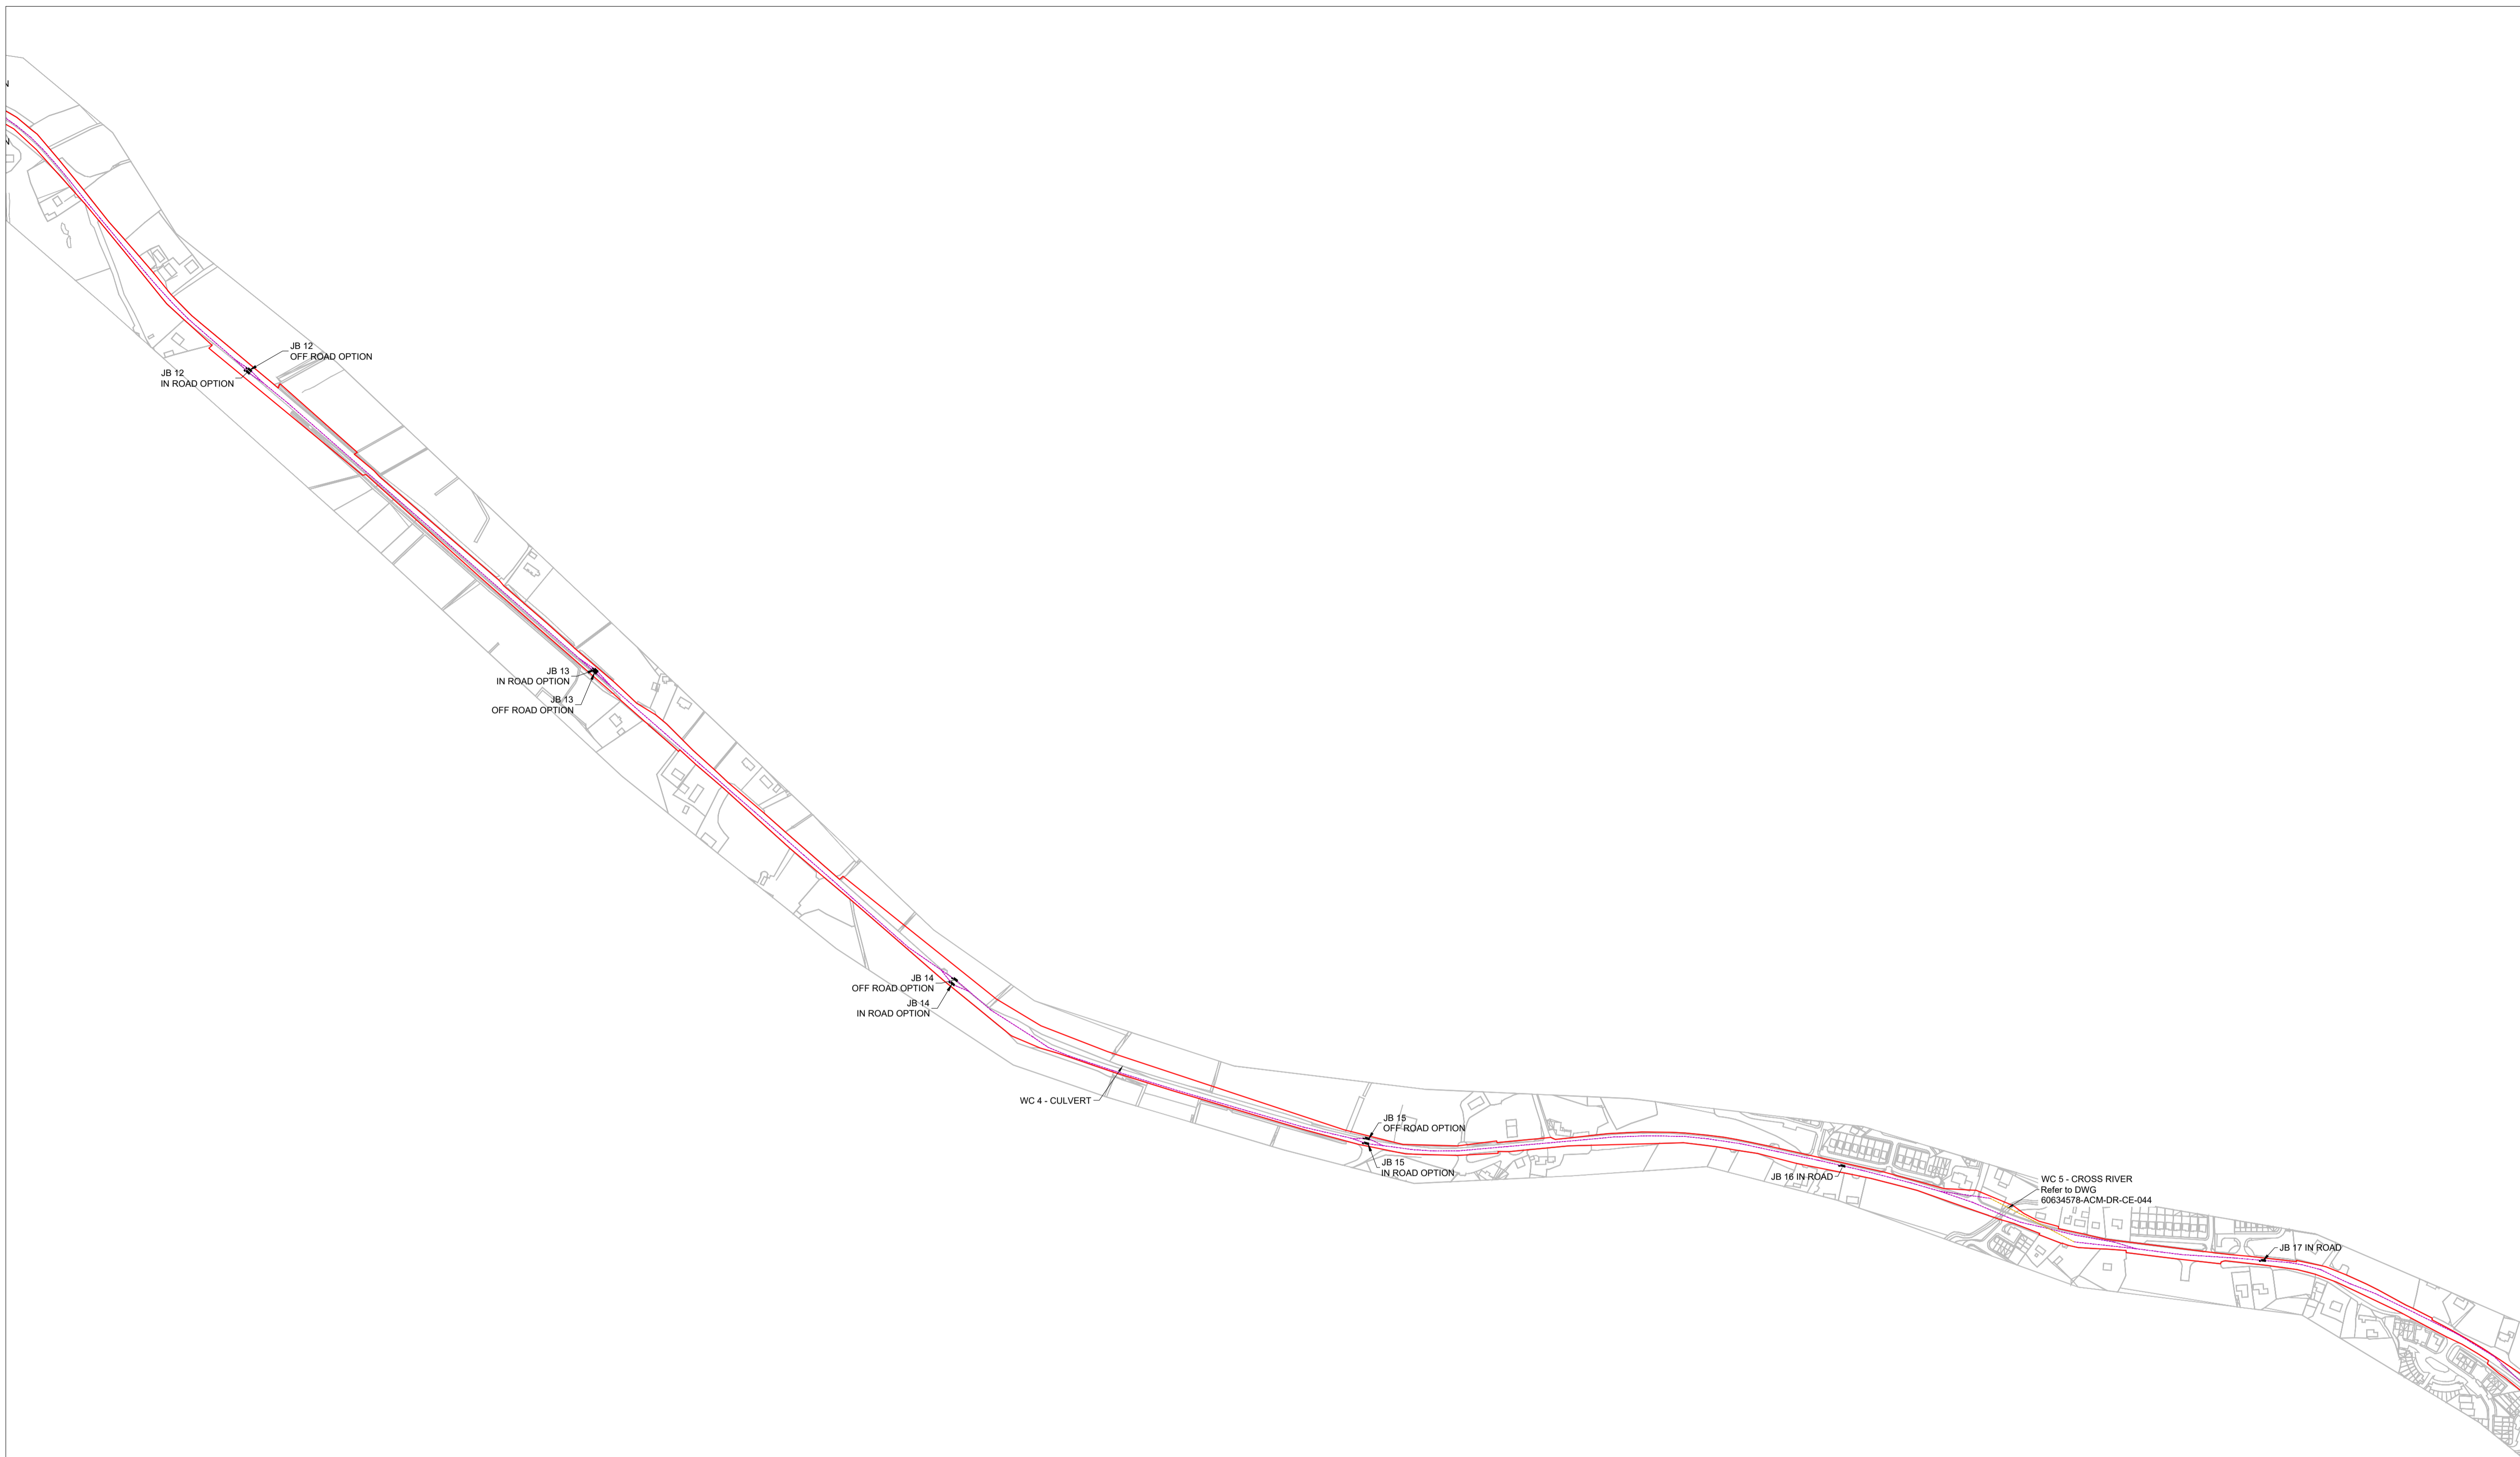 N
N
JB 12
OFF ROAD OPTION
JB 12
IN ROAD OPTION
JB 13
IN ROAD OPTION
JB 13
OFF ROAD OPTION
JB 14
OFF ROAD OPTION
JB 14
IN ROAD OPTION
WC 4 - CULVERT
JB 15
OFF ROAD OPTION
JB 15
IN ROAD OPTION
JB 16 IN ROAD
WC 5 - CROSS RIVER
Refer to DWG
60634578-ACM-DR-CE-044
JB 17 IN ROAD